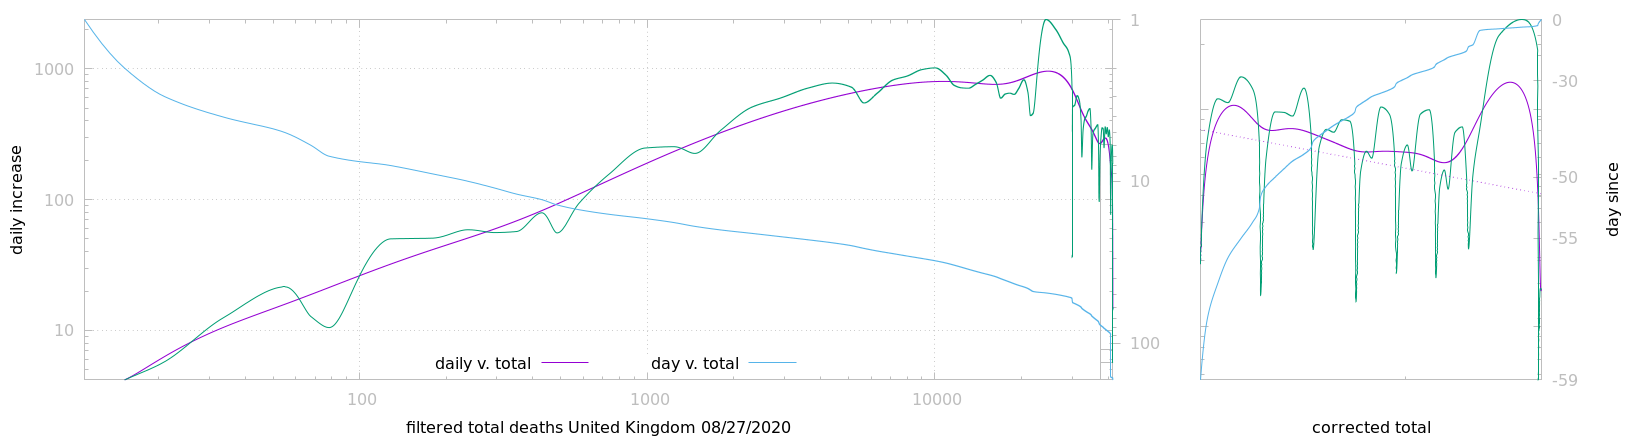 1
0
1000
-30
daily increase
10
-50
day since
100
-55
10
daily v. total
day v. total
100
-59
100
1000
10000
filtered total deaths United Kingdom 08/27/2020
corrected total